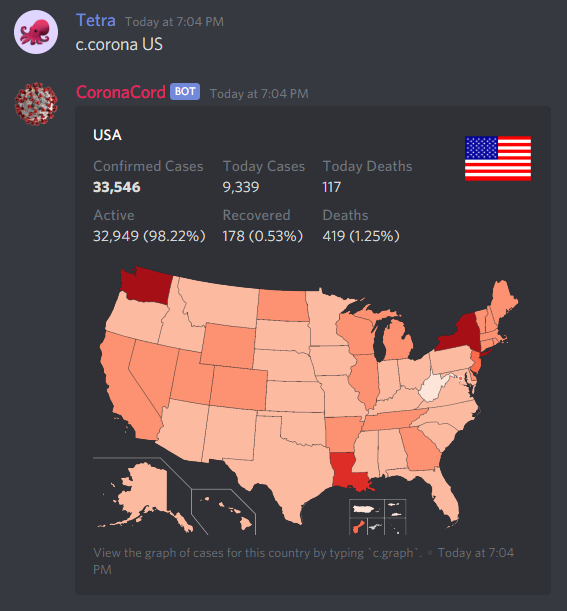 Tetra Today at 7:04 PM
c.corona US
CoronaCord BOT Today at 7:04 PM
USA
Confirmed Cases Today Cases Today Deaths
33,546 9,339 117
Active Recovered Deaths
32,949 (98.22%) 178 (0.53%) 419 (1.25%)
View the graph of cases for this country by typing `c.graph`. • Today at 7:04
PM